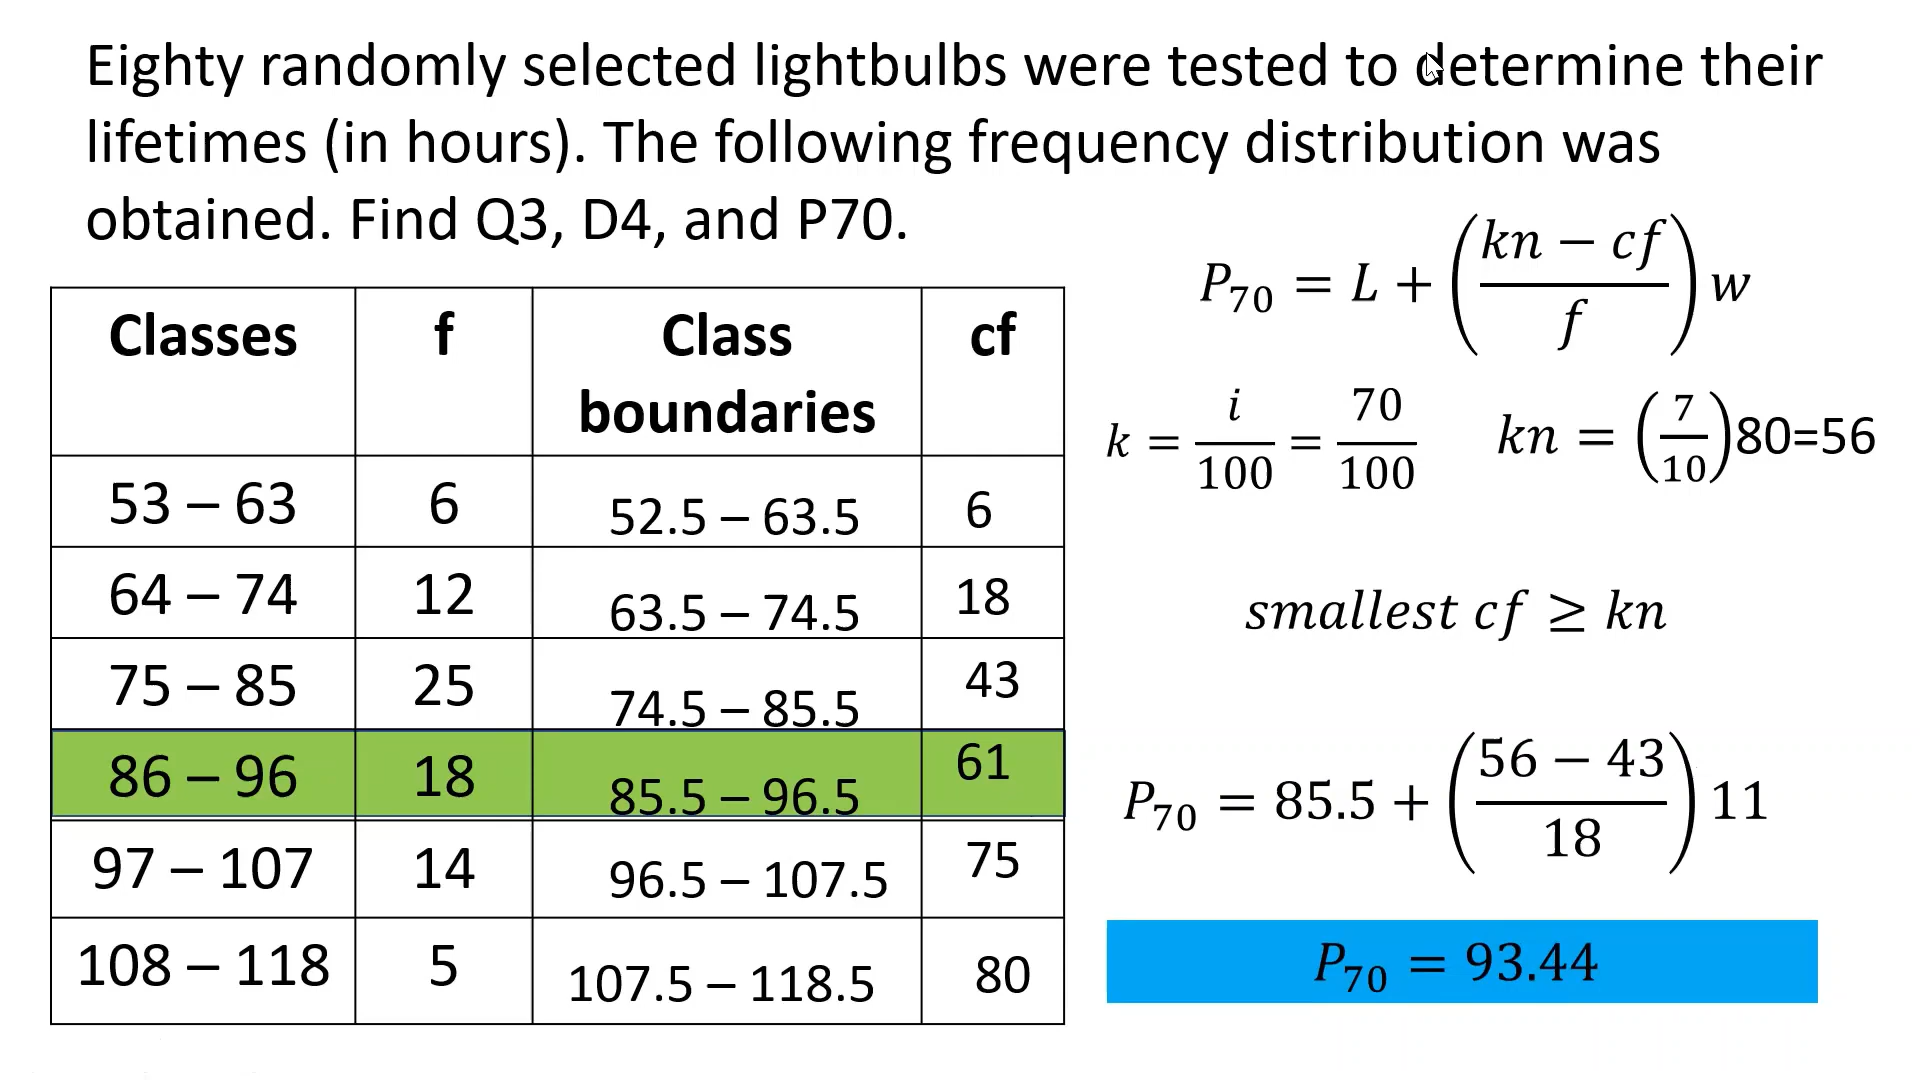 Eighty randomly selected lightbulbs were tested to determine their
lifetimes (in hours). The following frequency distribution was
obtained. Find Q3, D4, and P70.
Classes f Class boundaries cf
53 – 63 6 52.5 – 63.5 6
64 – 74 12 63.5 – 74.5 18
75 – 85 25 74.5 – 85.5 43
86 – 96 18 85.5 – 96.5 61
97 – 107 14 96.5 – 107.5 75
108 – 118 5 107.5 – 118.5 80
P₇₀ = L + ((kn − cf)/f) w
k = i/100 = 70/100
kn = (7/10)80=56
smallest cf ≥ kn
P₇₀ = 85.5 + ((56 − 43)/18) 11
P₇₀ = 93.44